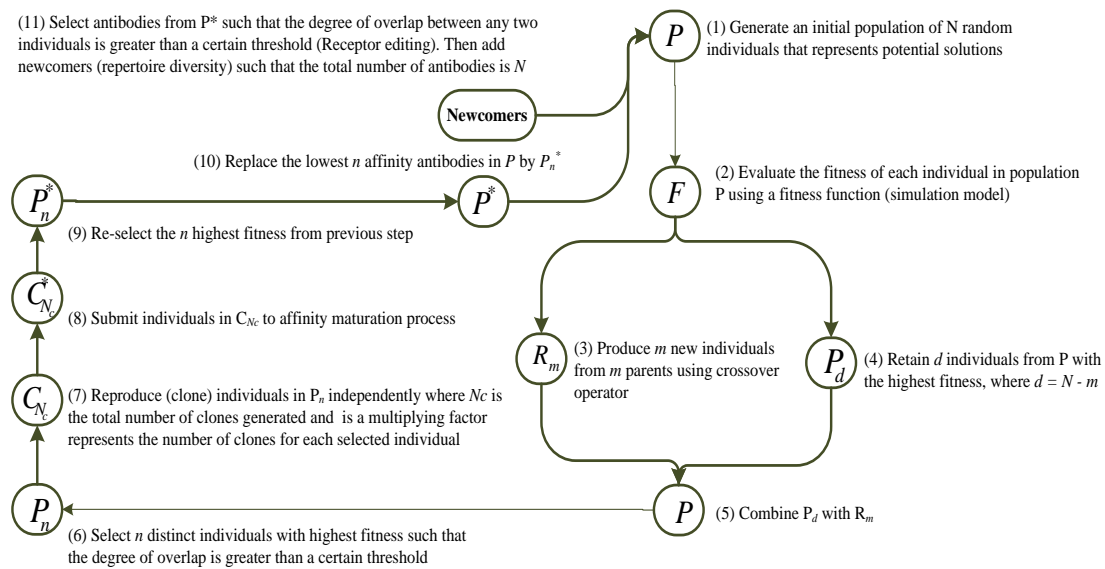 (11) Select antibodies from P* such that the degree of overlap between any two
individuals is greater than a certain threshold (Receptor editing). Then add
newcomers (repertoire diversity) such that the total number of antibodies is N
P
(1) Generate an initial population of N random
individuals that represents potential solutions
Newcomers
(10) Replace the lowest n affinity antibodies in P by Pn*
F
(2) Evaluate the fitness of each individual in population
P using a fitness function (simulation model)
Pn*
P*
(9) Re-select the n highest fitness from previous step
C*Nc
(8) Submit individuals in CNc to affinity maturation process
Rm
(3) Produce m new individuals
from m parents using crossover
operator
Pd
(4) Retain d individuals from P with
the highest fitness, where d = N - m
CNc
(7) Reproduce (clone) individuals in Pn independently where Nc is
the total number of clones generated and is a multiplying factor
represents the number of clones for each selected individual
Pn
P
(5) Combine Pd with Rm
(6) Select n distinct individuals with highest fitness such that
the degree of overlap is greater than a certain threshold